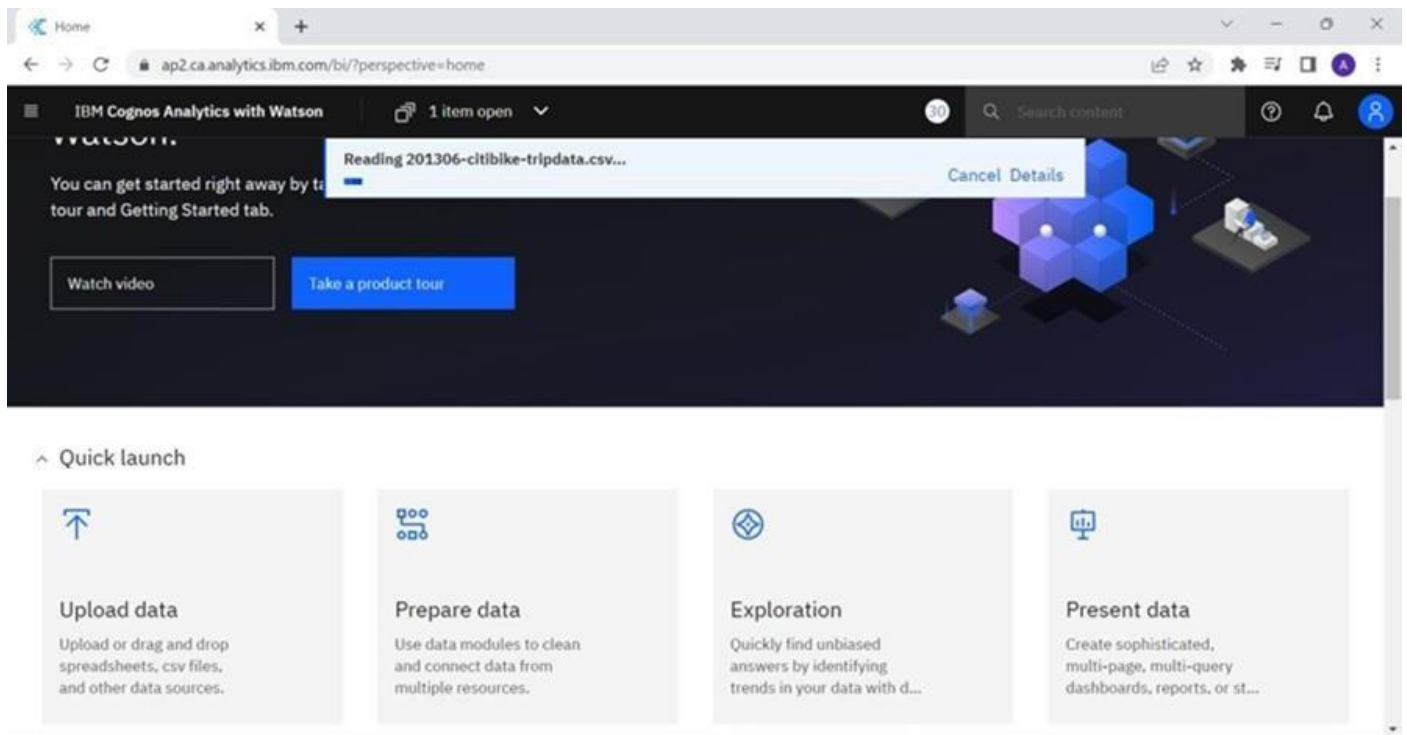 Home
ap2.ca.analytics.ibm.com/bi/?perspective=home
A
IBM Cognos Analytics with Watson
1 item open
30
Search content
Watson.
Reading 201306-citibike-tripdata.csv...
Cancel Details
You can get started right away by ta
tour and Getting Started tab.
Watch video
Take a product tour
Quick launch
Upload data
Upload or drag and drop
spreadsheets, csv files,
and other data sources.
Prepare data
Use data modules to clean
and connect data from
multiple resources.
Exploration
Quickly find unbiased
answers by identifying
trends in your data with d...
Present data
Create sophisticated,
multi-page, multi-query
dashboards, reports, or st...